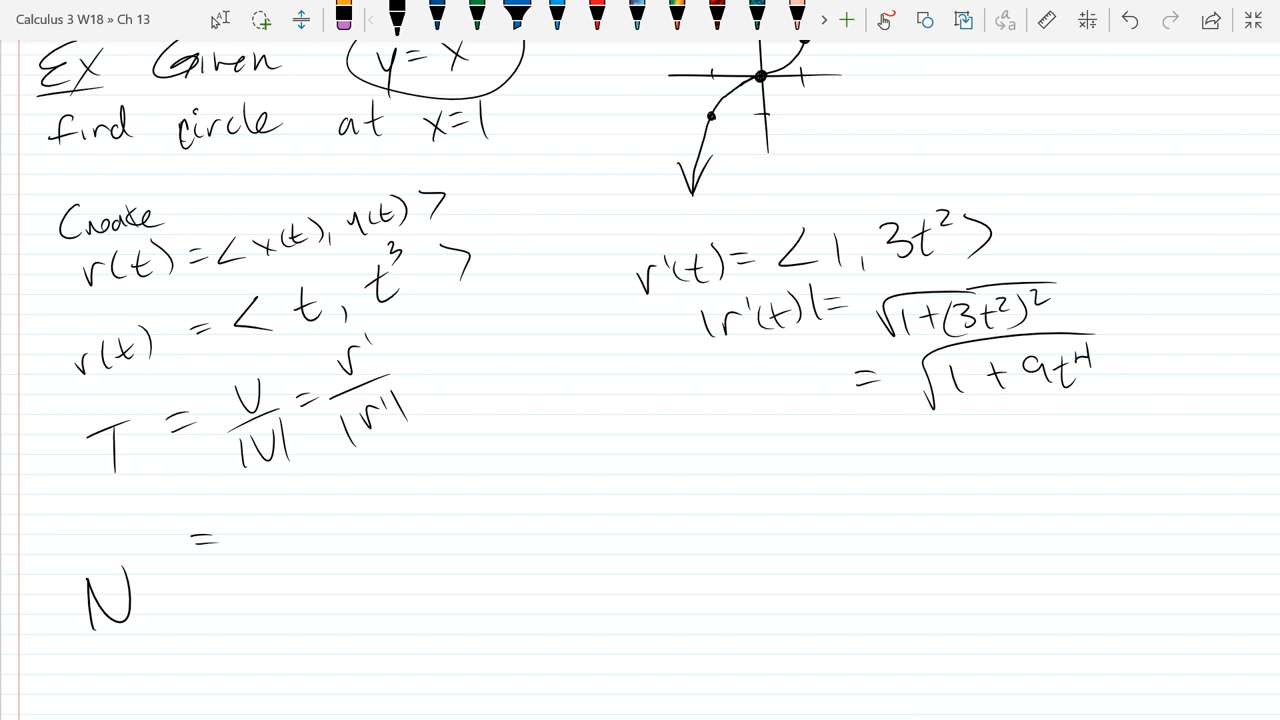 Calculus 3 W18 » Ch 13
EX Given y = x
find circle at x=1
Create
r(t) = < x(t), y(t) >
r(t) = < t, t³ >
T = V/|V| = r'/|r'|
=
N
r'(t) = < 1, 3t² >
|r'(t)| = √(1+(3t²)²)
= √(1 + 9t⁴)